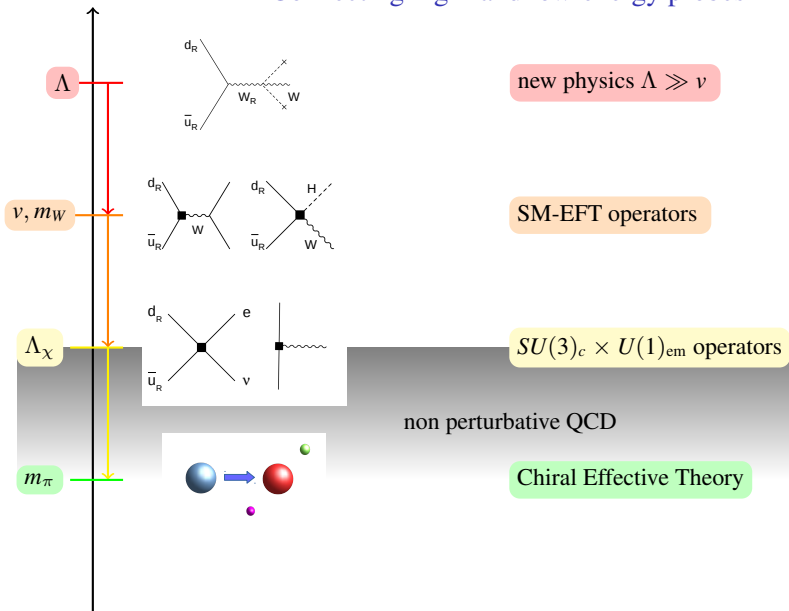 Λ
d_R
ū_R
W_R
W
new physics Λ ≫ v
v, m_W
d_R
ū_R
W
d_R
ū_R
H
W
SM-EFT operators
Λ_χ
d_R
e
ū_R
ν
SU(3)_c × U(1)_em operators
non perturbative QCD
m_π
Chiral Effective Theory